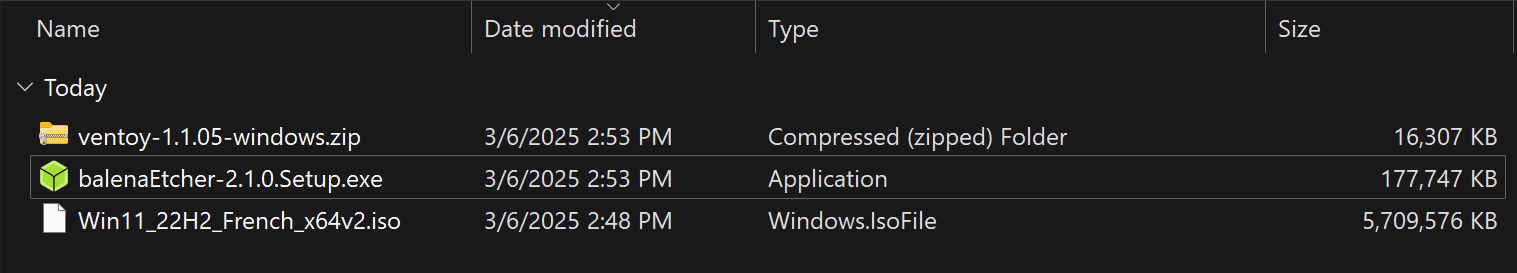 Name Date modified Type Size
Today
ventoy-1.1.05-windows.zip 3/6/2025 2:53 PM Compressed (zipped) Folder 16,307 KB
balenaEtcher-2.1.0.Setup.exe 3/6/2025 2:53 PM Application 177,747 KB
Win11_22H2_French_x64v2.iso 3/6/2025 2:48 PM Windows.IsoFile 5,709,576 KB